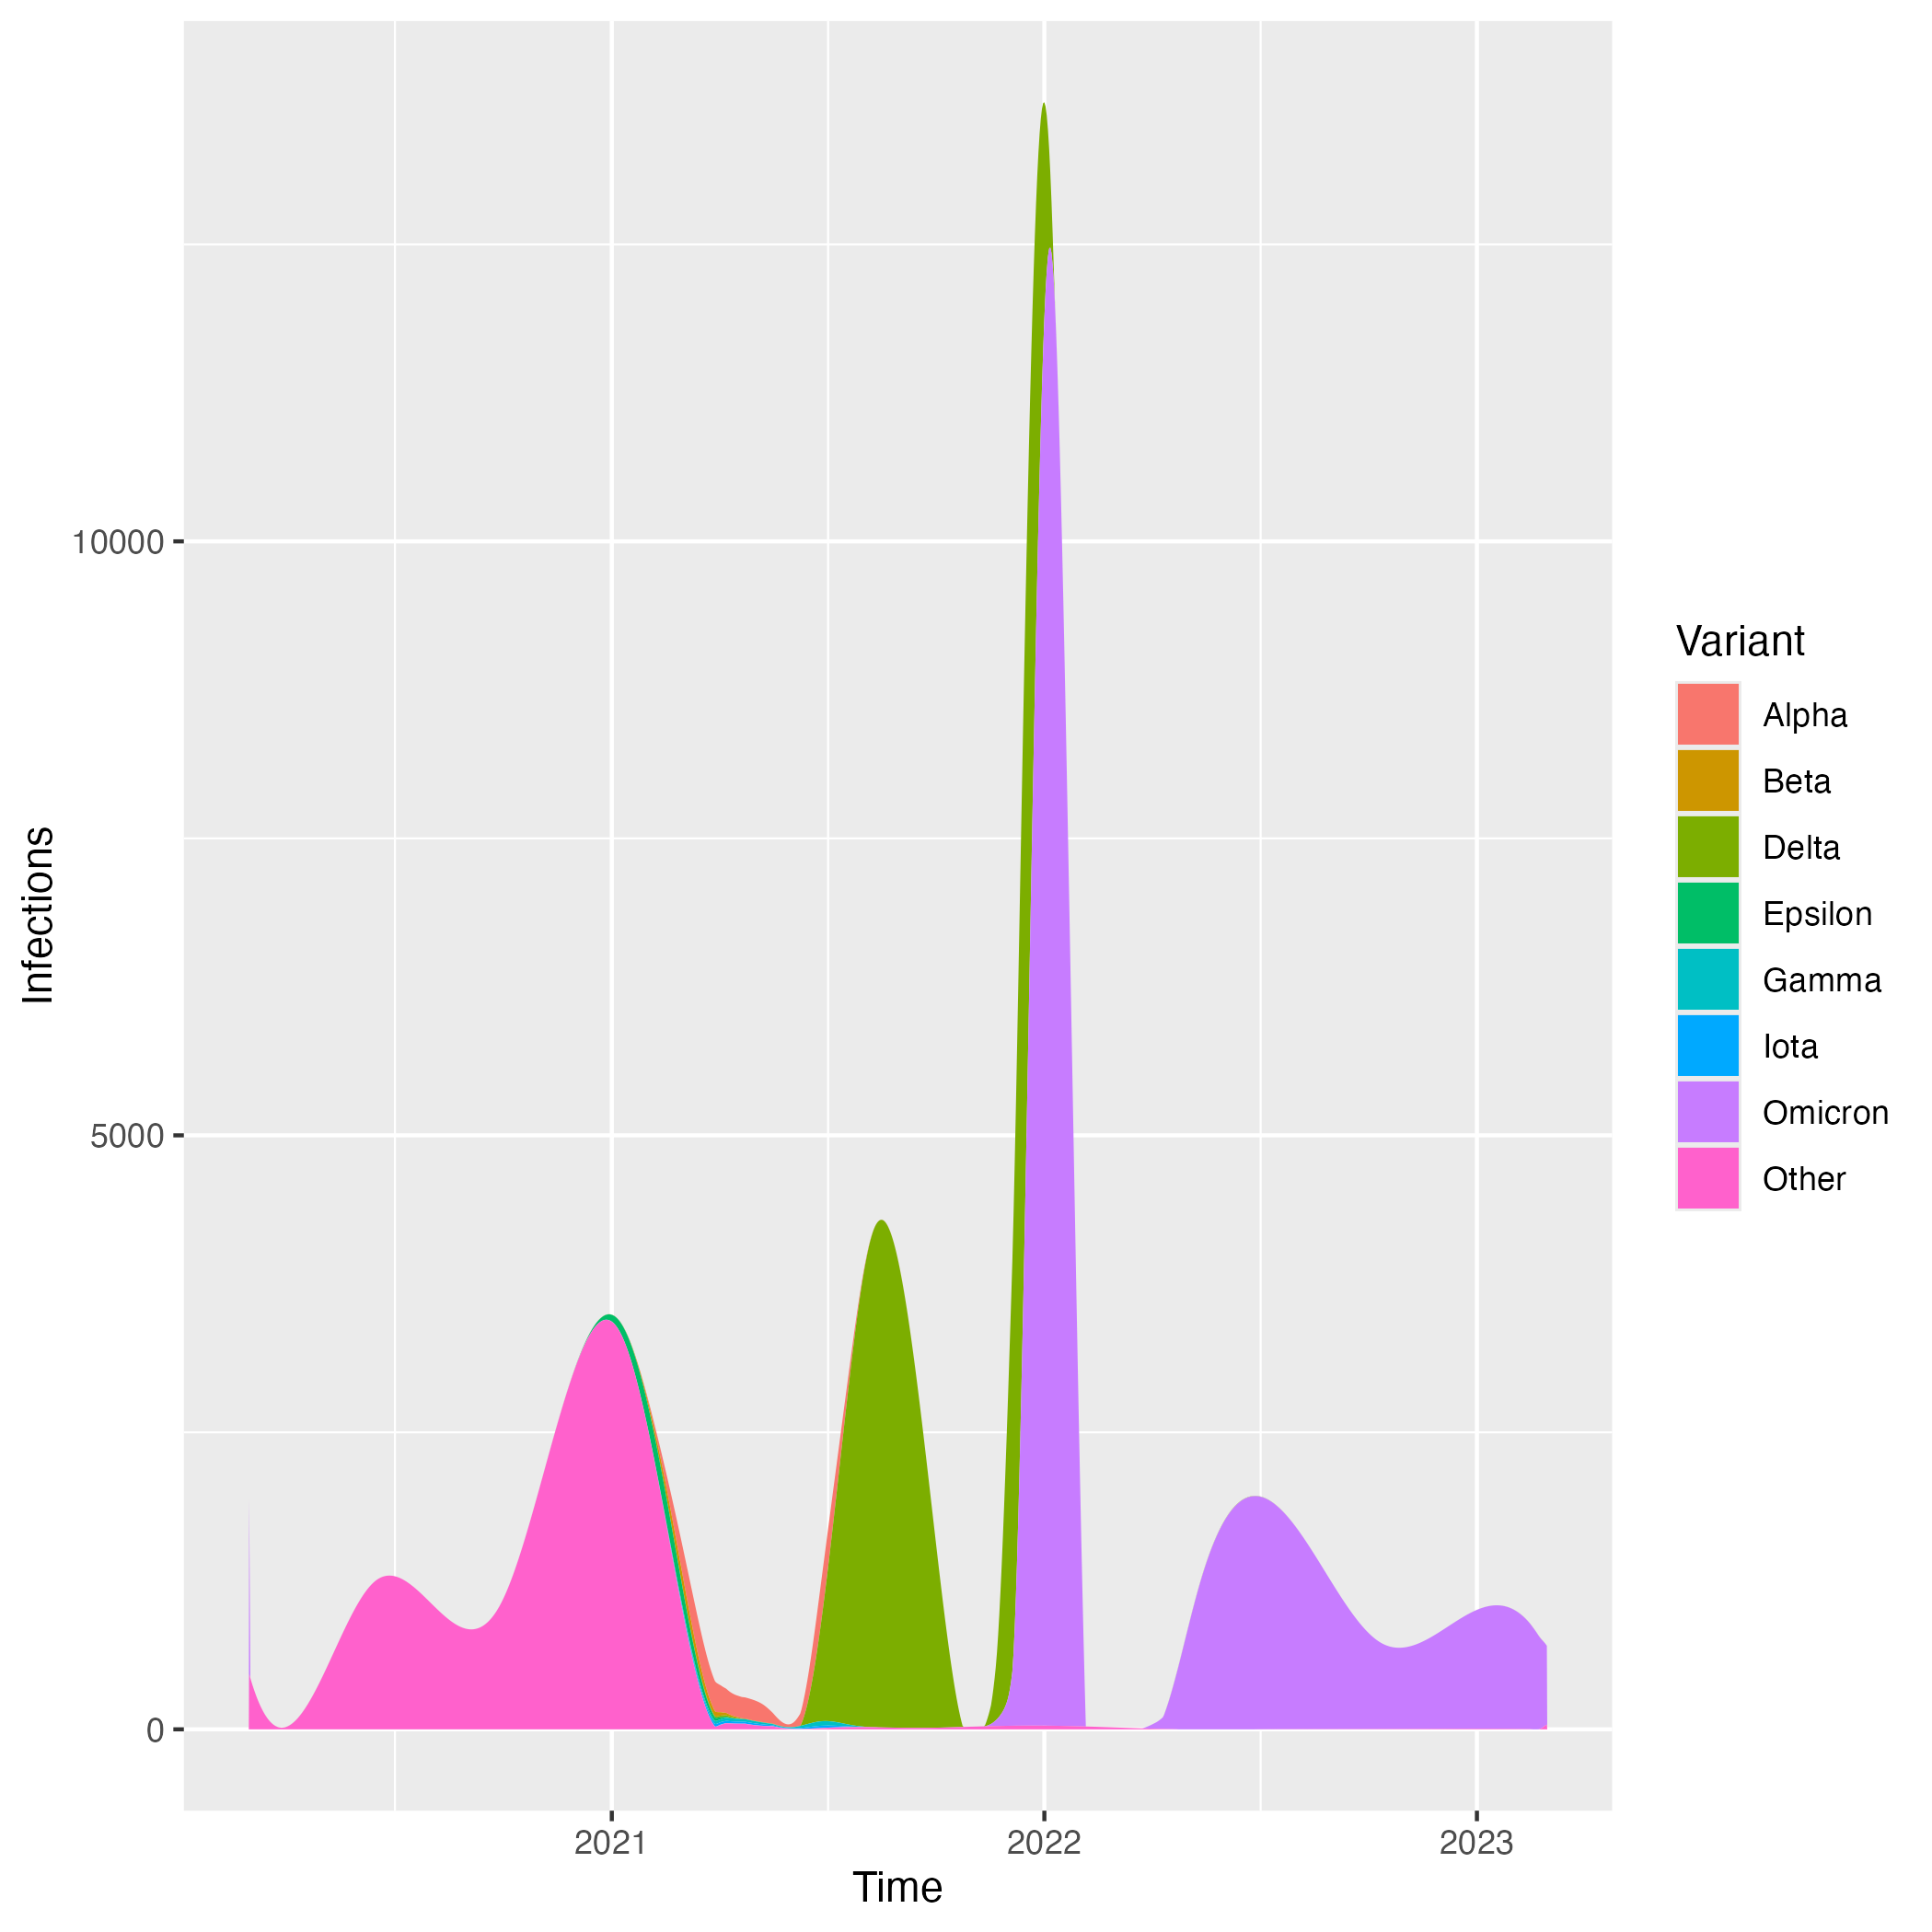 Infections
10000
5000
0
2021
2022
2023
Time
Variant
Alpha
Beta
Delta
Epsilon
Gamma
Iota
Omicron
Other